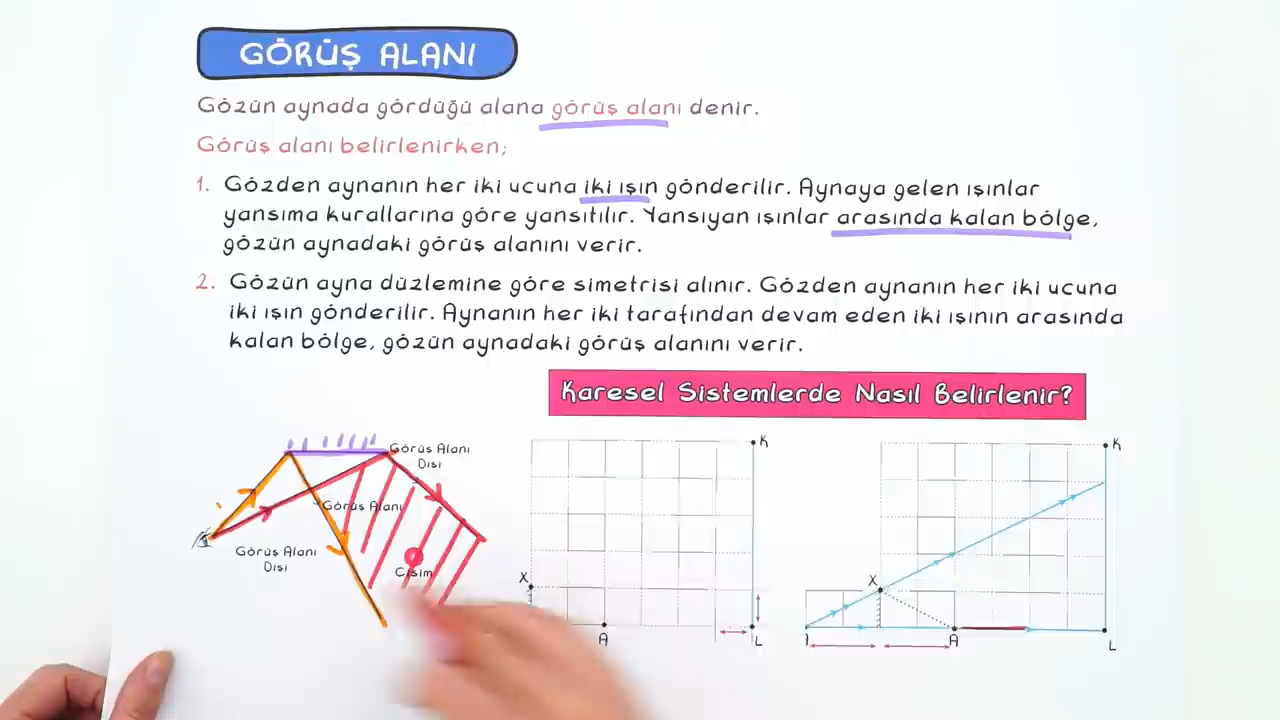 GÖRÜŞ ALANI
Gözün aynada gördüğü alana görüş alanı denir.
Görüş alanı belirlenirken;
1. Gözden aynanın her iki ucuna iki ışın gönderilir. Aynaya gelen ışınlar
yansıma kurallarına göre yansıtılır. Yansıyan ışınlar arasında kalan bölge,
gözün aynadaki görüş alanını verir.
2. Gözün ayna düzlemine göre simetrisi alınır. Gözden aynanın her iki ucuna
iki ışın gönderilir. Aynanın her iki tarafından devam eden iki ışının arasında
kalan bölge, gözün aynadaki görüş alanını verir.
Karesel Sistemlerde Nasıl Belirlenir?
Görüş Alanı
Dışı
Görüş Alanı
Görüş Alanı
Dışı
Cisim
K
X
A
L
K
X
A
L